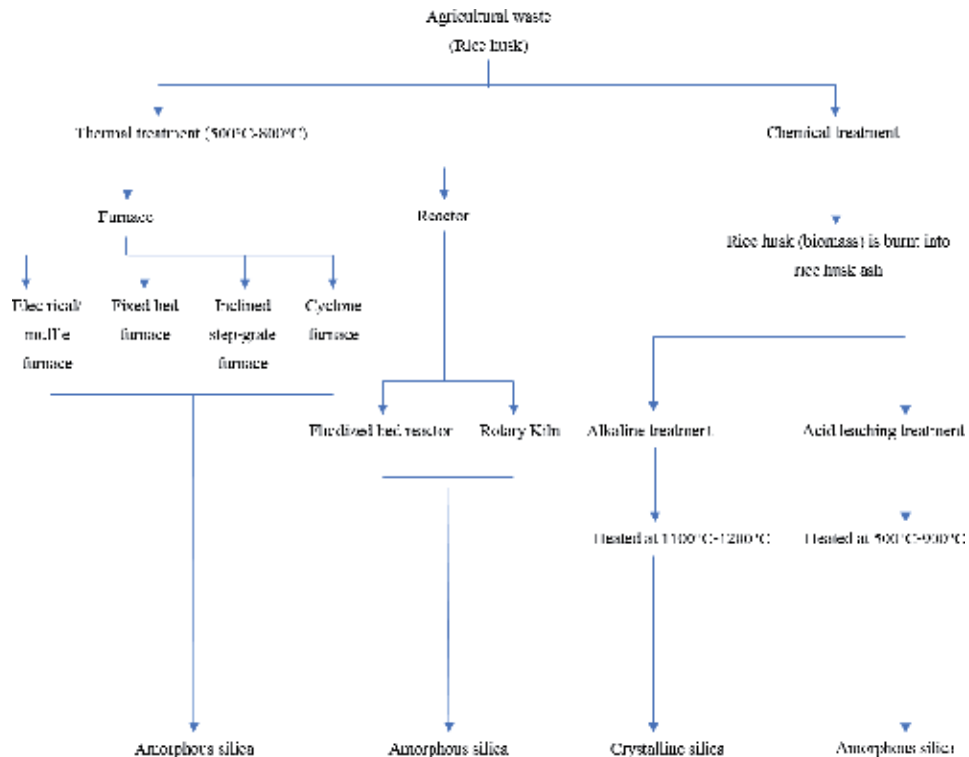 Agricultural waste
(Rice husk)
Thermal treatment (500°C-800°C)
Chemical treatment
Furnace
Reactor
Rice husk (biomass) is burnt into
rice husk ash
Electrical/
muffle
furnace
Fixed bed
furnace
Inclined
step-grate
furnace
Cyclone
furnace
Fluidized bed reactor
Rotary Kiln
Alkaline treatment
Acid leaching treatment
Heated at 1100°C-1200°C
Heated at 500°C-900°C
Amorphous silica
Amorphous silica
Crystalline silica
Amorphous silica